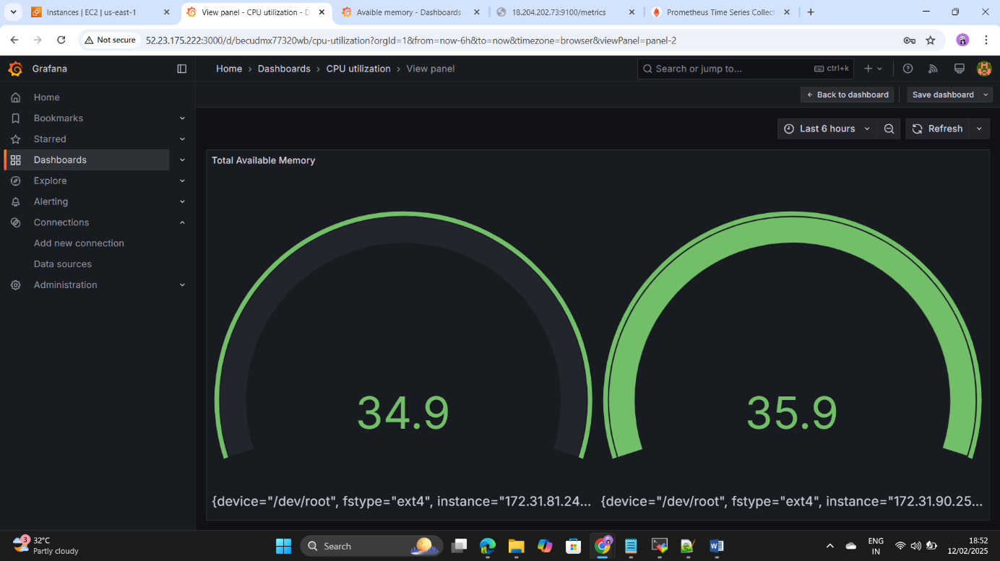 Instances | EC2 | us-east-1
View panel - CPU utilization - D
Avaible memory - Dashboards
18.204.202.73:9100/metrics
Prometheus Time Series Collect
Not secure
52.23.175.222:3000/d/becudmx77320wb/cpu-utilization?orgId=1&from=now-6h&to=now&timezone=browser&viewPanel=panel-2
Grafana
Home › Dashboards › CPU utilization › View panel
Search or jump to...
ctrl+k
Back to dashboard
Save dashboard
Last 6 hours
Refresh
Home
Bookmarks
Starred
Dashboards
Explore
Alerting
Connections
Add new connection
Data sources
Administration
Total Available Memory
34.9
35.9
{device="/dev/root", fstype="ext4", instance="172.31.81.24...
{device="/dev/root", fstype="ext4", instance="172.31.90.25...
3
32°C
Partly cloudy
Search
ENG
IN
18:52
12/02/2025